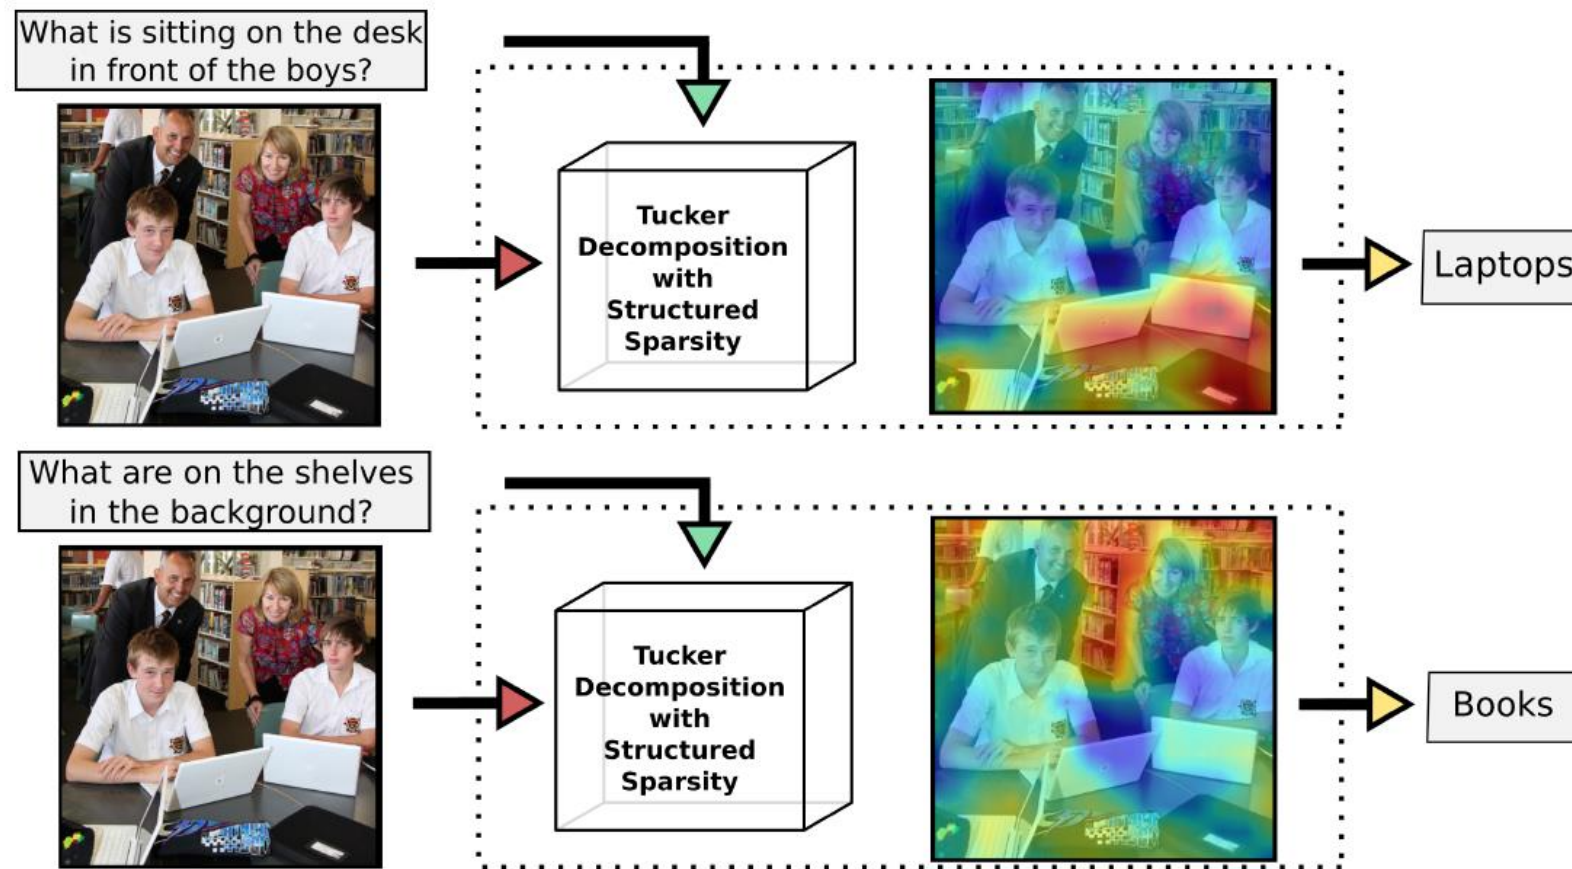 What is sitting on the desk
in front of the boys?
Tucker
Decomposition
with
Structured
Sparsity
Laptops
What are on the shelves
in the background?
Tucker
Decomposition
with
Structured
Sparsity
Books